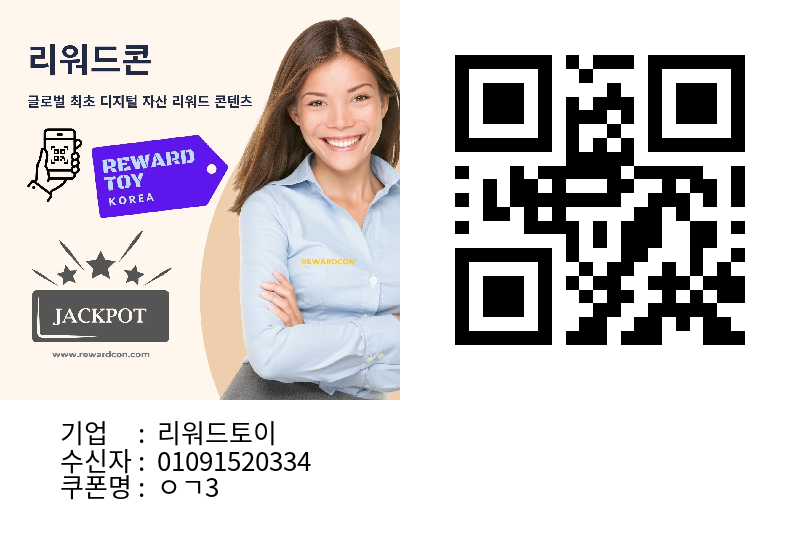 리워드콘
글로벌 최초 디지털 자산 리워드 콘텐츠
REWARD
TOY
KOREA
REWARDCON
JACKPOT
www.rewardcon.com
기업 : 리워드토이
수신자 : 01091520334
쿠폰명 : ㅇㄱ3